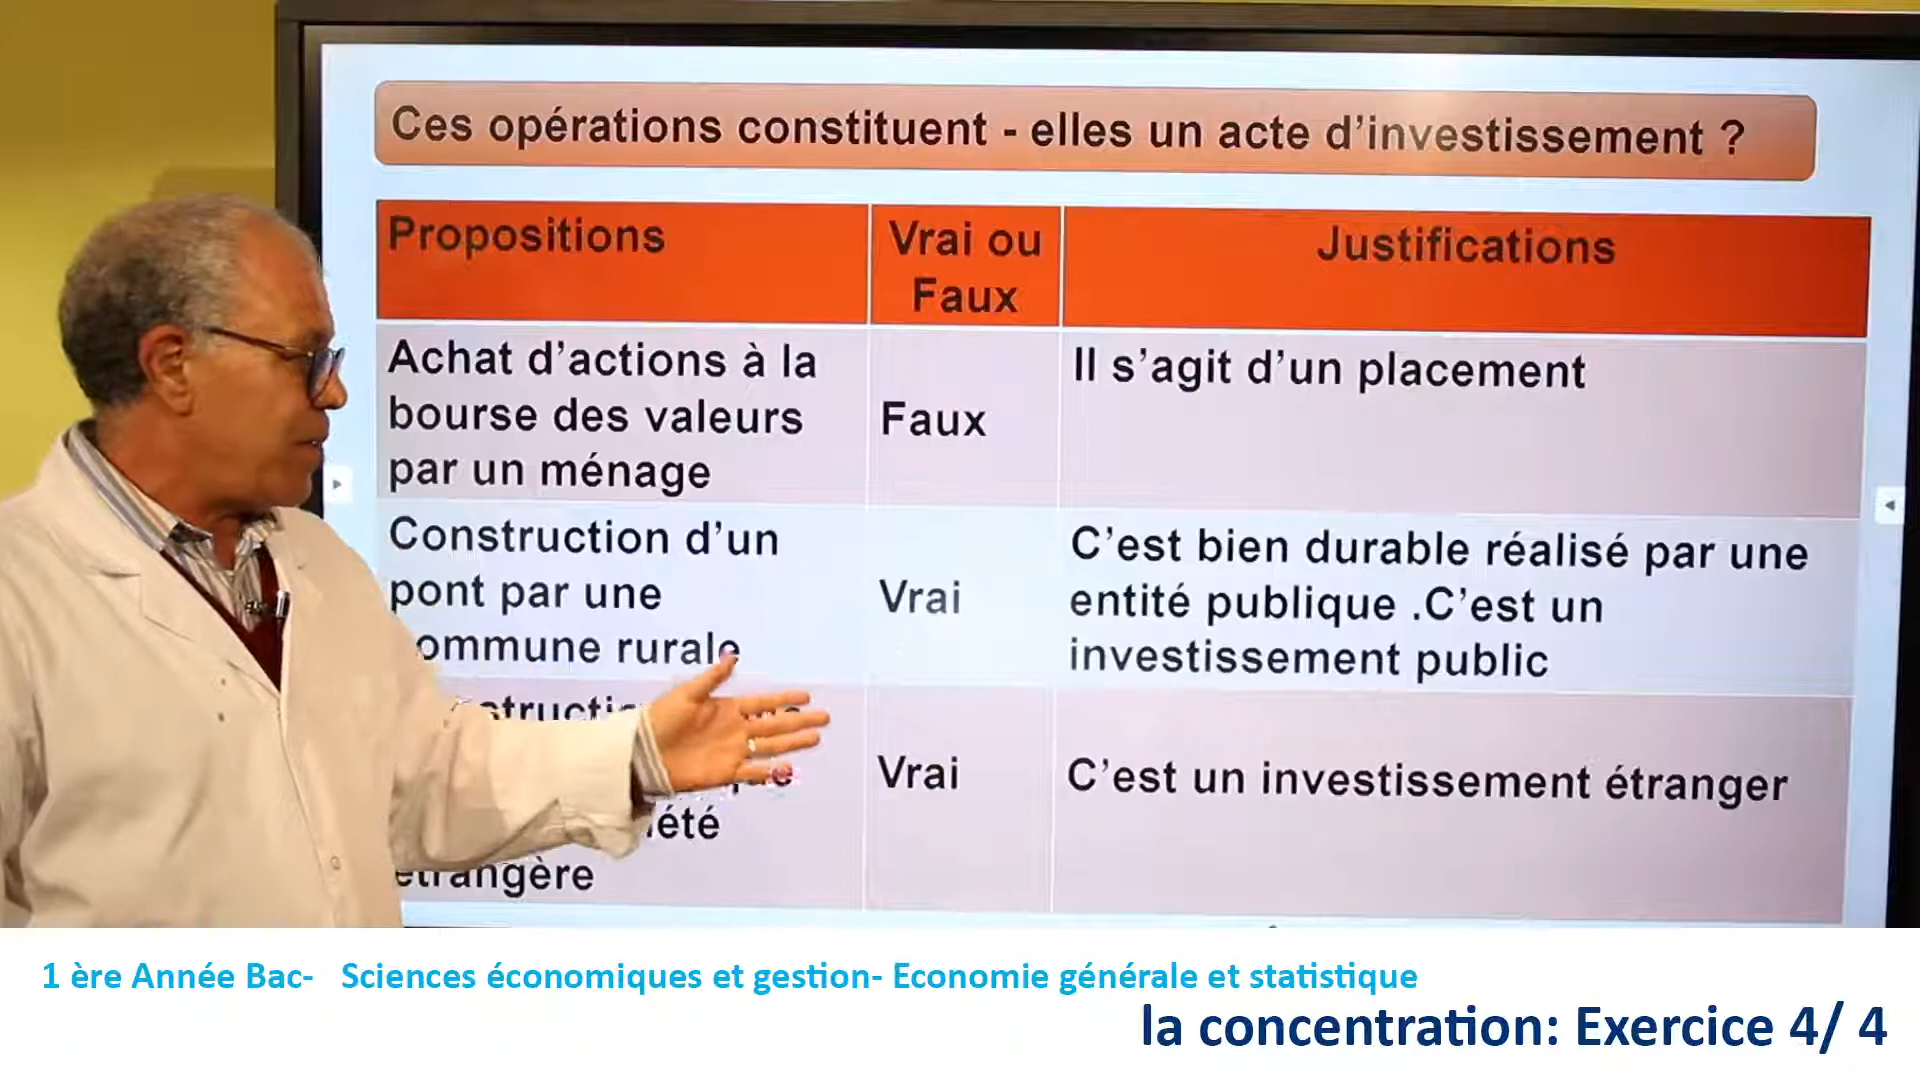 Ces opérations constituent - elles un acte d’investissement ?
Propositions
Vrai ou
Faux
Justifications
Achat d’actions à la
bourse des valeurs
par un ménage
Faux
Il s’agit d’un placement
Construction d’un
pont par une
ommune rurale
Vrai
C’est bien durable réalisé par une
entité publique .C’est un
investissement public
Vrai
C’est un investissement étranger
étrangère
1 ère Année Bac- Sciences économiques et gestion- Economie générale et statistique
la concentration: Exercice 4/ 4